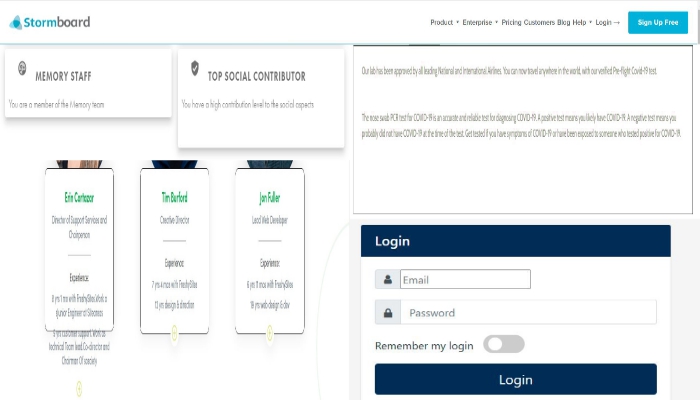 Stormboard
Product Enterprise Pricing Customers Blog Help Login → Sign Up Free
MEMORY STAFF
You are a member of the Memory team
TOP SOCIAL CONTRIBUTOR
You have a high contribution level to the social aspects
Our lab has been approved by all leading National and International Airlines. You can now travel anywhere in the world, with our verified Pre-flight Covid-19 test.
The nose swab PCR test for COVID-19 is an accurate and reliable test for diagnosing COVID-19. A positive test means you likely have COVID-19. A negative test means you
probably did not have COVID-19 at the time of the test. Get tested if you have symptoms of COVID-19 or have been exposed to someone who tested positive for COVID-19.
Erin Cortazar
Director of Support Services and
Chairperson
Experience:
8 yrs 1 mo with FreshySites Work as
a junior Engineer at Siteoness
9 yrs customer support Work as
technical Team lead Co-director and
Chairman Of society
Tim Burford
Creative Director
Experience:
7 yrs 4 mos with FreshySites
13 yrs design & direction
Jon Fuller
Lead Web Developer
Experience:
6 yrs 11 mos with FreshySites
19 yrs web design & dev
Login
Email
Password
Remember my login
Login